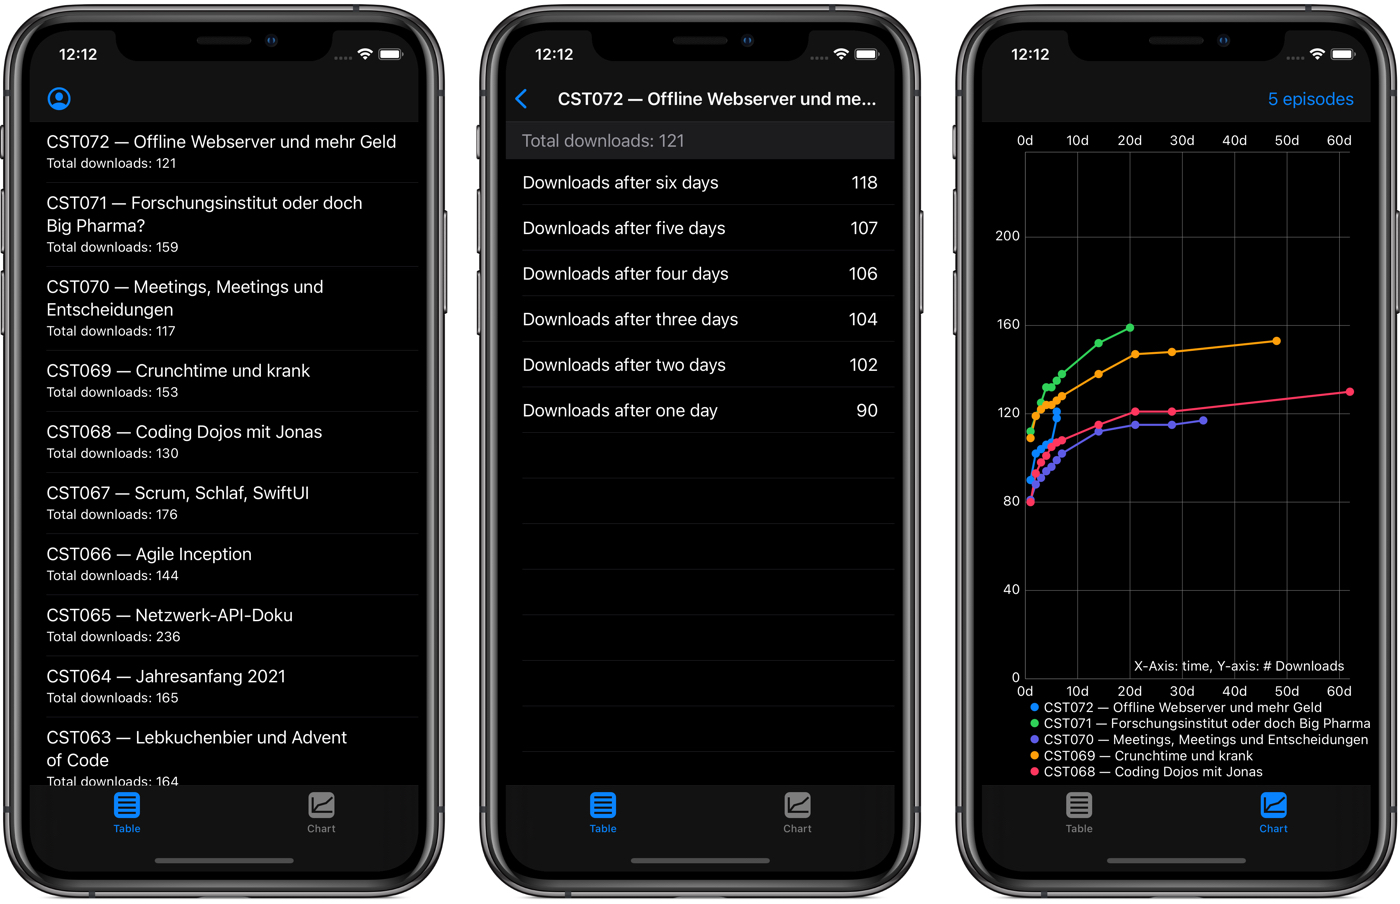 12:12
CST072 — Offline Webserver und mehr Geld
Total downloads: 121
CST071 — Forschungsinstitut oder doch
Big Pharma?
Total downloads: 159
CST070 — Meetings, Meetings und
Entscheidungen
Total downloads: 117
CST069 — Crunchtime und krank
Total downloads: 153
CST068 — Coding Dojos mit Jonas
Total downloads: 130
CST067 — Scrum, Schlaf, SwiftUI
Total downloads: 176
CST066 — Agile Inception
Total downloads: 144
CST065 — Netzwerk-API-Doku
Total downloads: 236
CST064 — Jahresanfang 2021
Total downloads: 165
CST063 — Lebkuchenbier und Advent
of Code
Total downloads: 164
Table Chart
12:12
CST072 — Offline Webserver und me...
Total downloads: 121
Downloads after six days 118
Downloads after five days 107
Downloads after four days 106
Downloads after three days 104
Downloads after two days 102
Downloads after one day 90
Table Chart
12:12
5 episodes
0d 10d 20d 30d 40d 50d 60d
200
160
120
80
40
X-Axis: time, Y-axis: # Downloads
0
0d 10d 20d 30d 40d 50d 60d
CST072 — Offline Webserver und mehr Geld
CST071 — Forschungsinstitut oder doch Big Pharma
CST070 — Meetings, Meetings und Entscheidungen
CST069 — Crunchtime und krank
CST068 — Coding Dojos mit Jonas
Table Chart